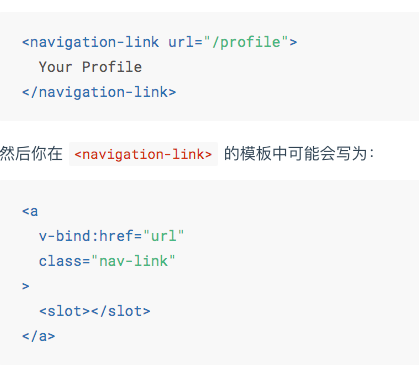 <navigation-link url="/profile">
  Your Profile
</navigation-link>
然后你在 <navigation-link> 的模板中可能会写为：
<a
  v-bind:href="url"
  class="nav-link"
>
  <slot></slot>
</a>